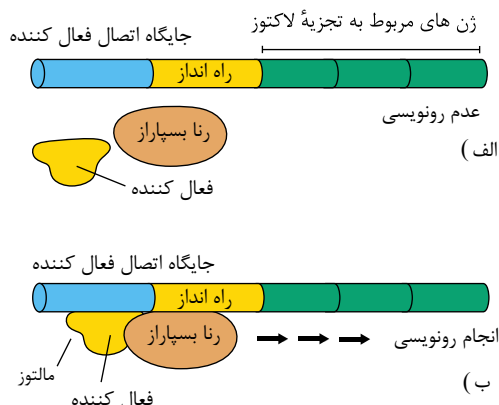 ژن های مربوط به تجزیهٔ لاکتوز
جایگاه اتصال فعال کننده
راه انداز
عدم رونویسی
رنا بسپاراز
الف )
فعال کننده
جایگاه اتصال فعال کننده
راه انداز
رنا بسپاراز
انجام رونویسی
مالتوز
ب )
فعال کننده